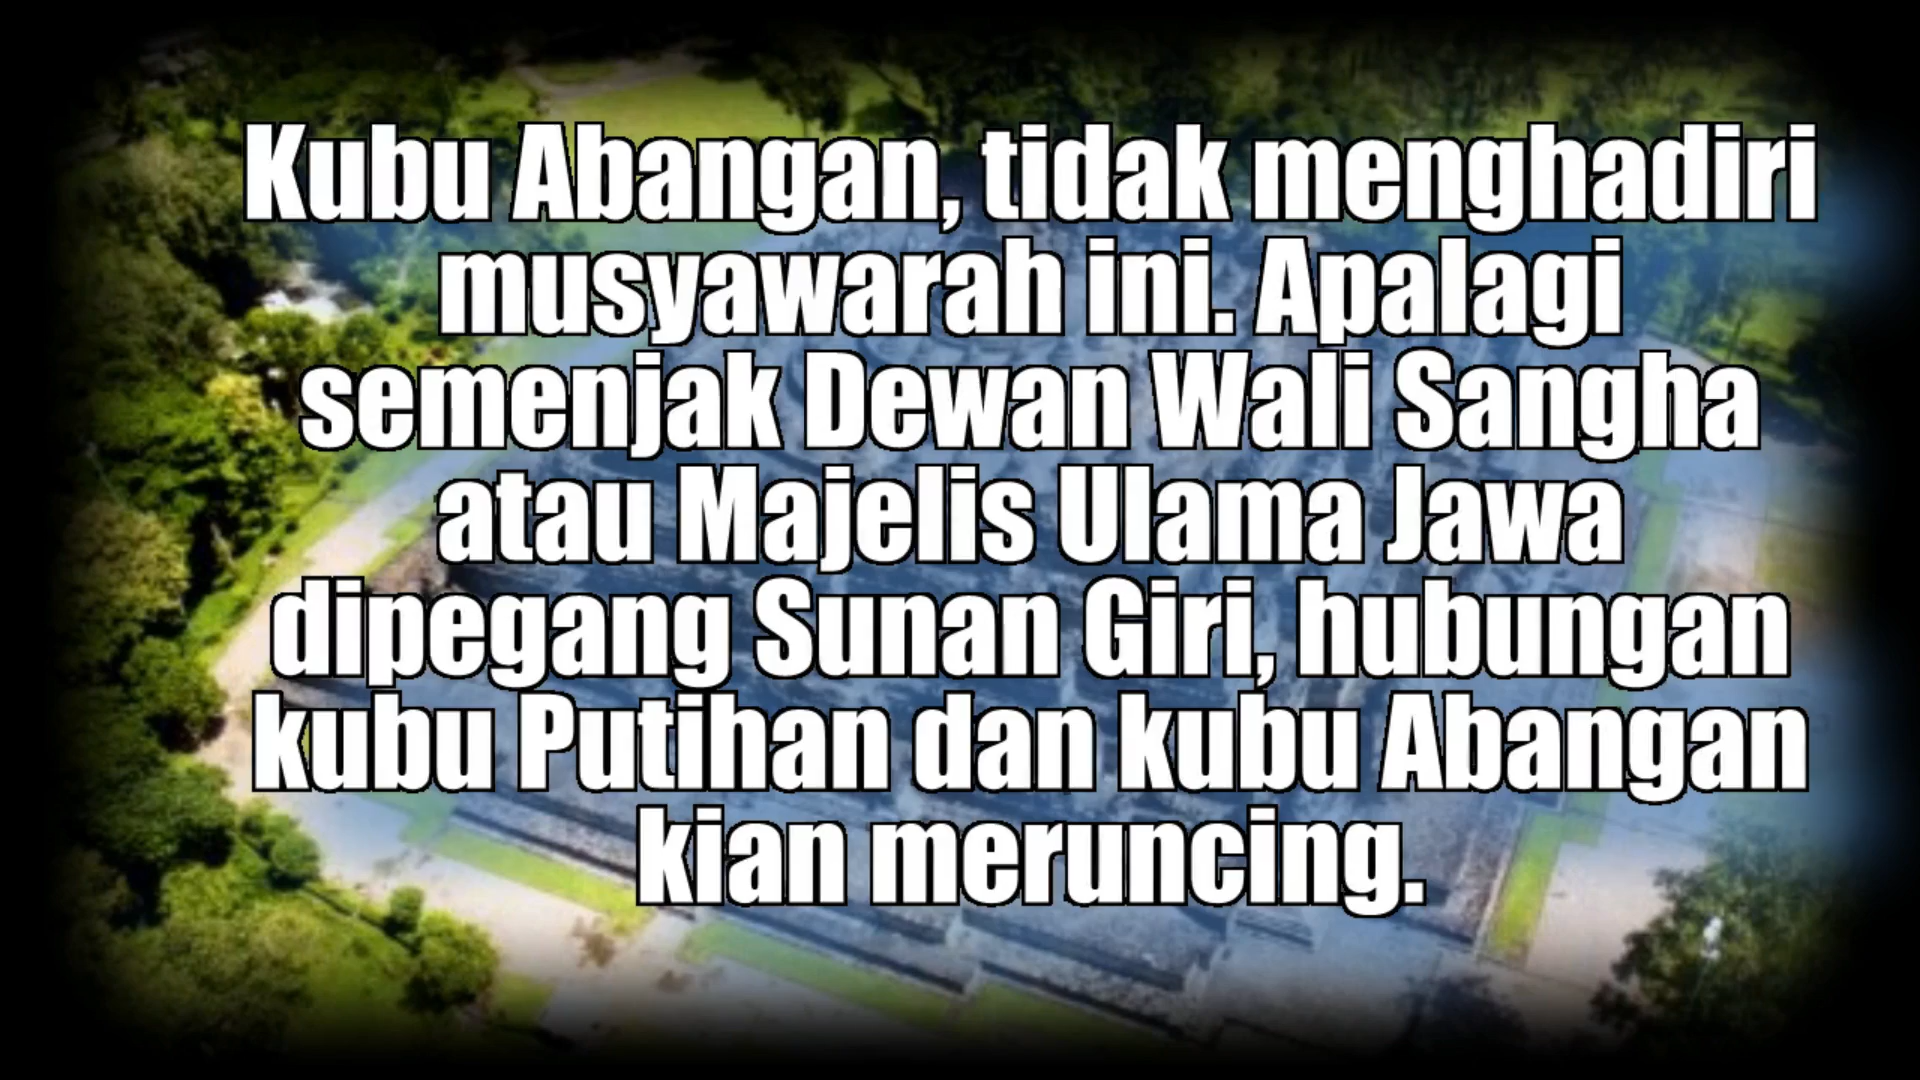 Kubu Abangan, tidak menghadiri
musyawarah ini. Apalagi
semenjak Dewan Wali Sangha
atau Majelis Ulama Jawa
dipegang Sunan Giri, hubungan
kubu Putihan dan kubu Abangan
kian meruncing.